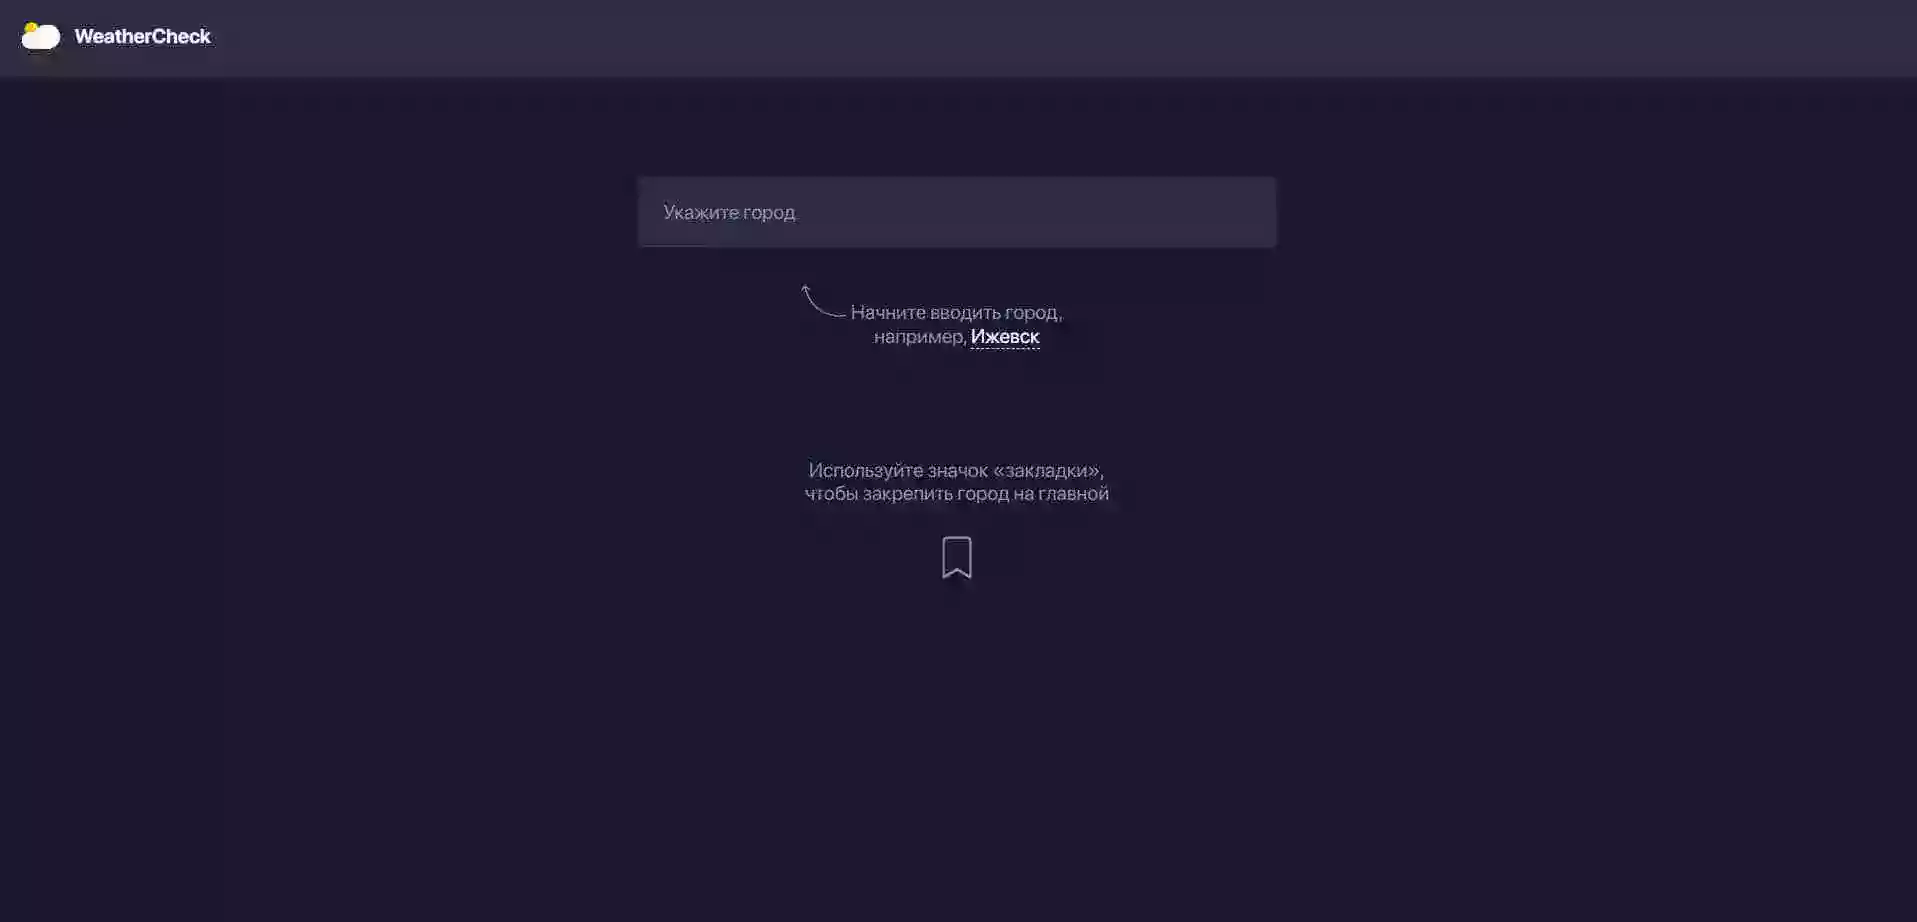 WeatherCheck
Укажите город
Начните вводить город,
например, Ижевск
Используйте значок «закладки»,
чтобы закрепить город на главной